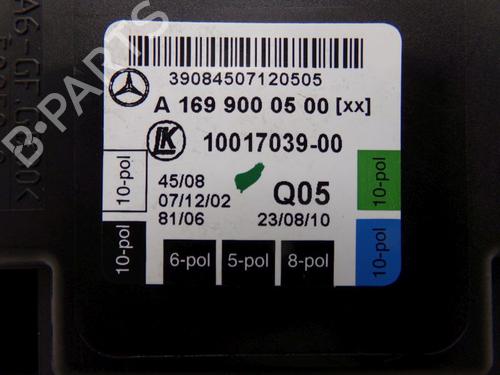 39084507120505
A 169 900 05 00 [xx]
LK
10017039-00
45/08
07/12/02
Q05
81/06
23/08/10
10-pol
10-pol
10-pol
10-pol
6-pol
5-pol
8-pol